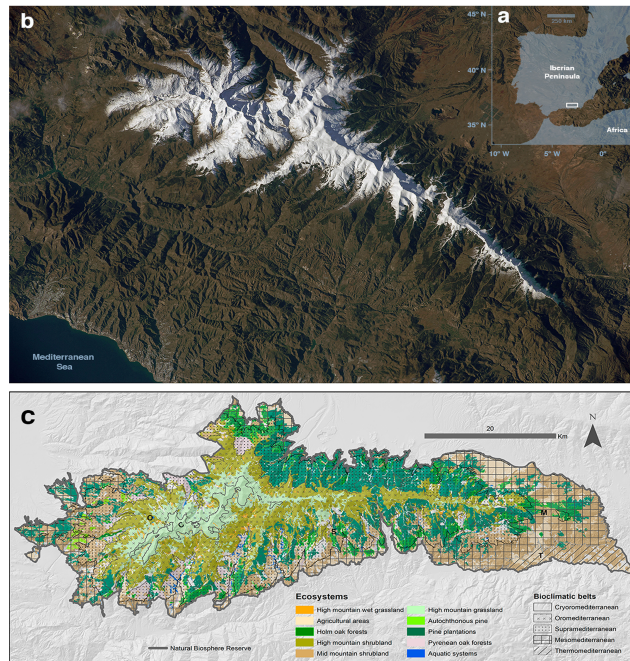 b
a
45° N
250 km
40° N
Iberian
Peninsula
35° N
Africa
10° W
5° W
0°
Mediterranean
Sea
c
20
Km
N
O
C
S
M
T
Ecosystems
High mountain wet grassland
High mountain grassland
Agricultural areas
Autochthonous pine
Holm oak forests
Pine plantations
High mountain shrubland
Pyrenean oak forests
Mid mountain shrubland
Aquatic systems
Bioclimatic belts
Cryoromediterranean
Oromediterranean
Supramediterranean
Mesomediterranean
Thermomediterranean
Natural Biosphere Reserve